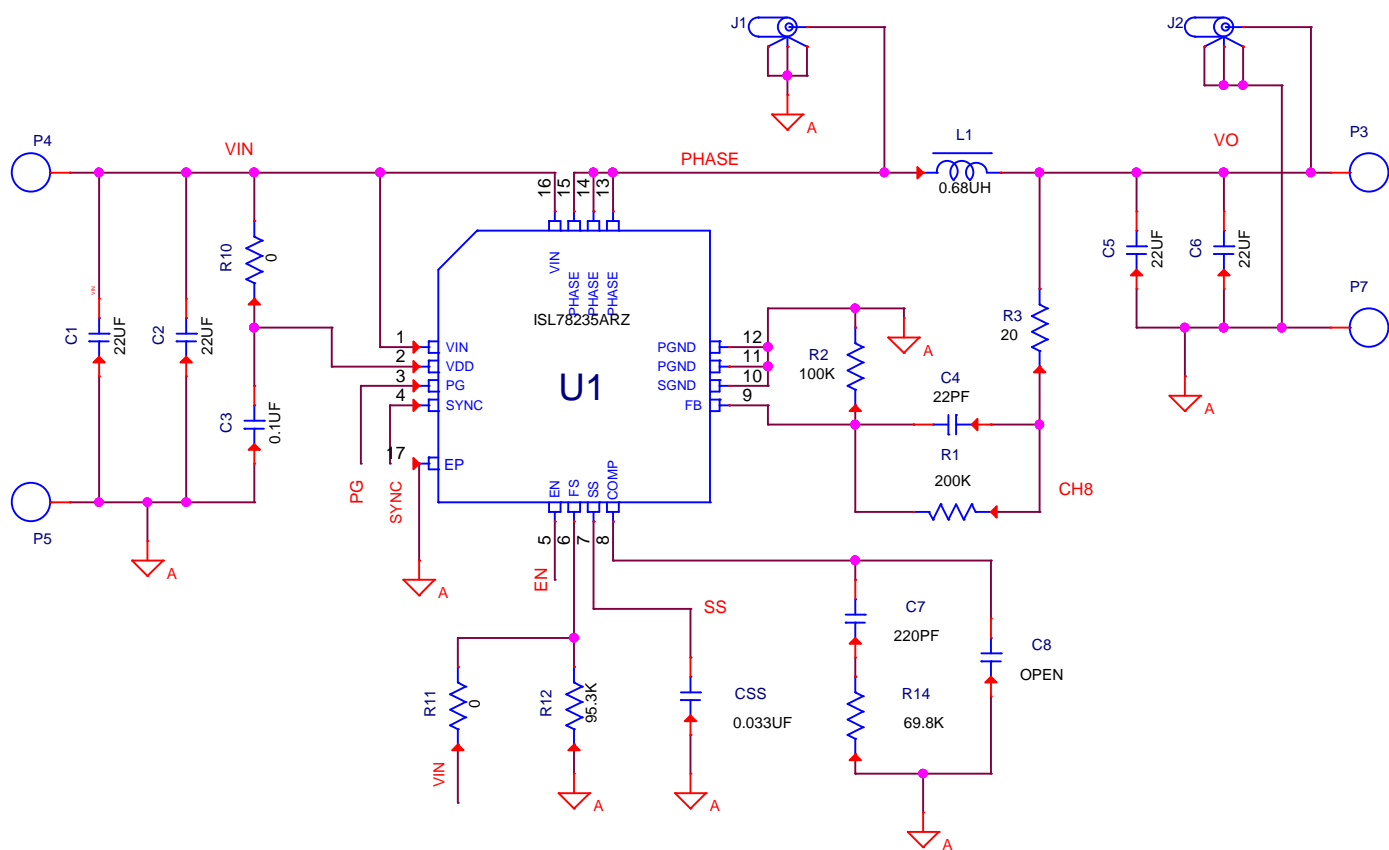 J1
J2
A
P4
VIN
PHASE
L1
0.68UH
VO
P3
16
15
14
13
R10
0
VIN
PHASE
PHASE
PHASE
ISL78235ARZ
C5
22UF
C6
22UF
P7
VIN
C1
22UF
C2
22UF
1
2
3
4
17
VIN
VDD
PG
SYNC
EP
U1
PGND
PGND
SGND
FB
12
11
10
9
R2
100K
A
R3
20
C4
22PF
R1
200K
CH8
A
C3
0.1UF
P5
A
PG
SYNC
A
EN
FS
SS
COMP
5
6
7
8
EN
SS
C7
220PF
C8
OPEN
R11
0
R12
95.3K
CSS
0.033UF
R14
69.8K
VIN
A
A
A